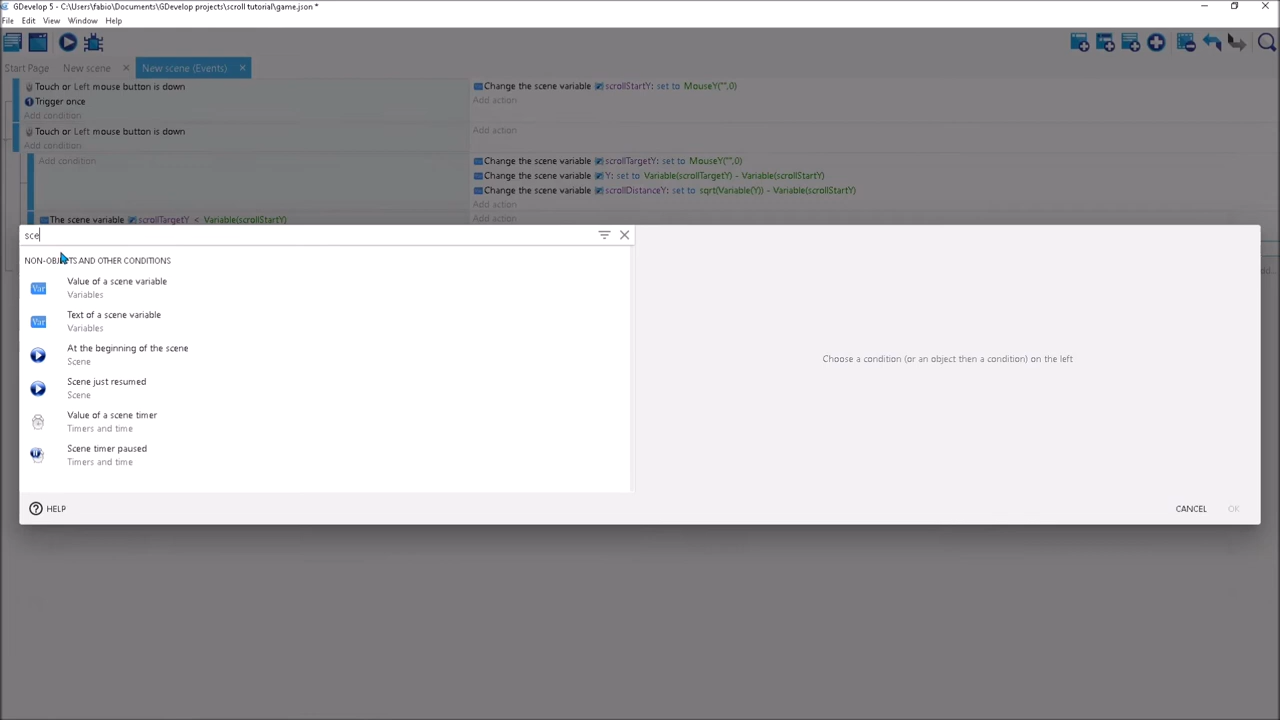 GDevelop 5 - C:\Users\fabio\Documents\GDevelop projects\scroll tutorial\game.json *
File Edit View Window Help
Start Page New scene New scene (Events)
Touch or Left mouse button is down
Change the scene variable scrollStartY: set to MouseY("",0)
Trigger once
Add action
Add condition
Touch or Left mouse button is down
Add action
Add condition
Change the scene variable scrollTargetY: set to MouseY("",0)
Change the scene variable Y: set to Variable(scrollTargetY) - Variable(scrollStartY)
Change the scene variable scrollDistanceY: set to sqrt(Variable(Y)) - Variable(scrollStartY)
Add action
The scene variable scrollTargetY < Variable(scrollStartY)
Add action
sce
NON-OBJECTS AND OTHER CONDITIONS
Var
Value of a scene variable
Variables
Var
Text of a scene variable
Variables
At the beginning of the scene
Scene
Scene just resumed
Scene
Value of a scene timer
Timers and time
Scene timer paused
Timers and time
Choose a condition (or an object then a condition) on the left
Add...
? HELP
CANCEL OK